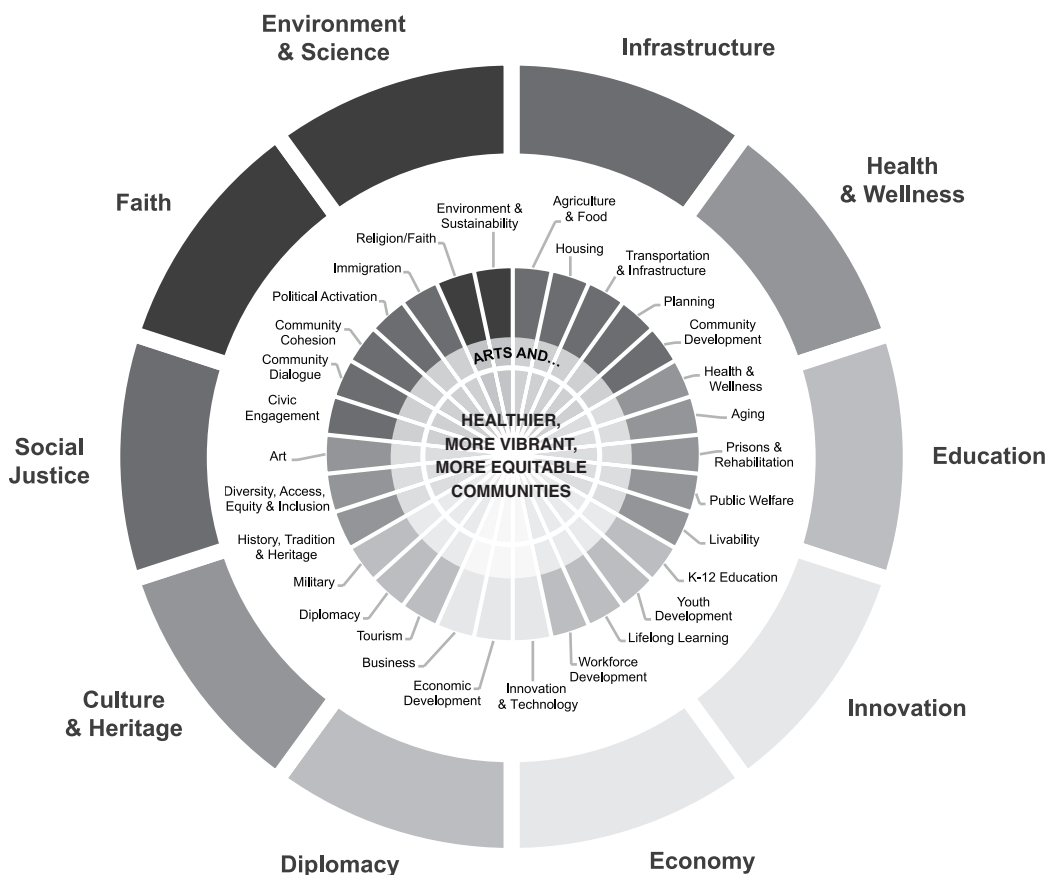 Environment
& Science
Infrastructure
Health
& Wellness
Education
Innovation
Economy
Diplomacy
Culture
& Heritage
Social
Justice
Faith
Environment &
Sustainability
Agriculture
& Food
Housing
Transportation
& Infrastructure
Planning
Community
Development
Health &
Wellness
Aging
Prisons &
Rehabilitation
Public Welfare
Livability
K-12 Education
Youth
Development
Lifelong Learning
Workforce
Development
Innovation
& Technology
Economic
Development
Business
Tourism
Diplomacy
Military
History, Tradition
& Heritage
Diversity, Access,
Equity & Inclusion
Art
Civic
Engagement
Community
Dialogue
Community
Cohesion
Political Activation
Immigration
Religion/Faith
ARTS AND...
HEALTHIER,
MORE VIBRANT,
MORE EQUITABLE
COMMUNITIES